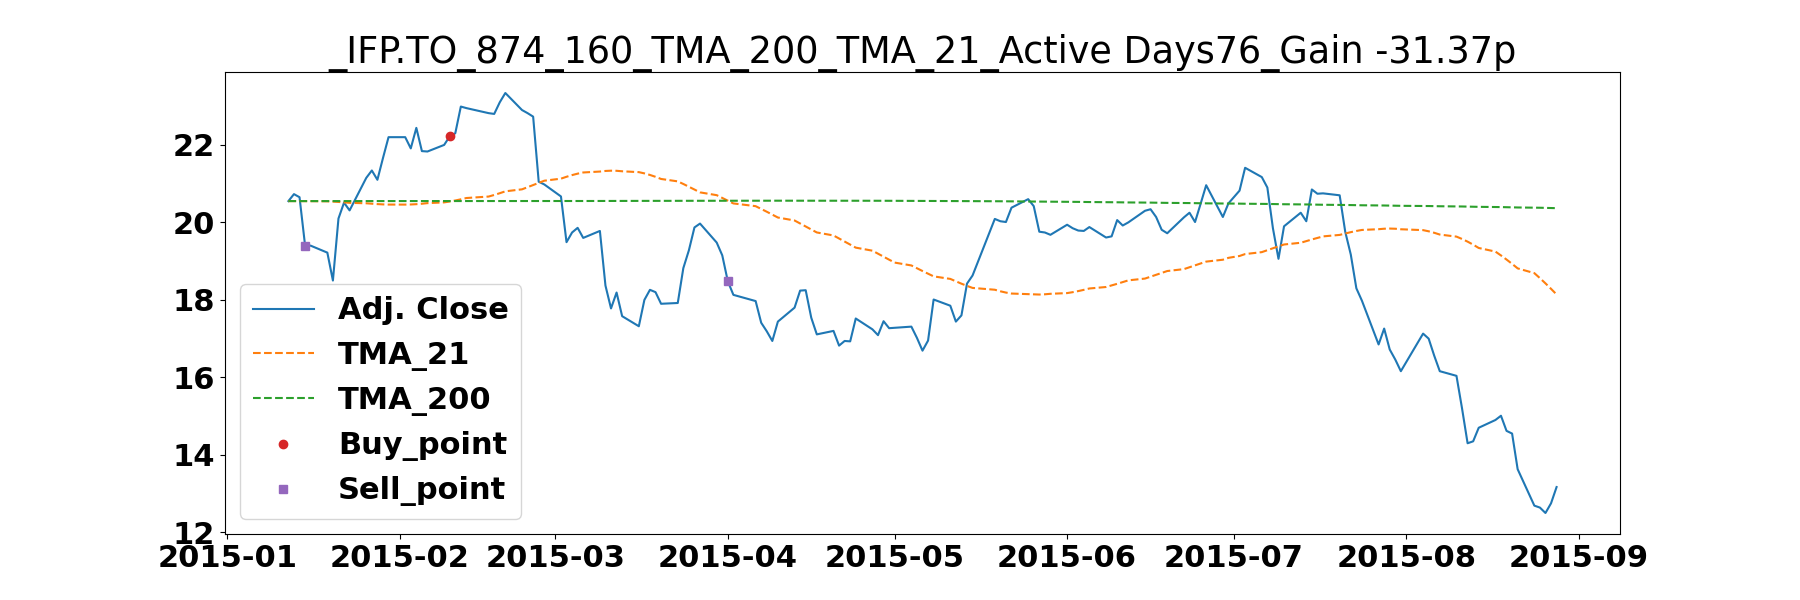 _IFP.TO_874_160_TMA_200_TMA_21_Active Days76_Gain -31.37p
22
20
18
16
14
12
Adj. Close
TMA_21
TMA_200
Buy_point
Sell_point
2015-01 2015-02 2015-03 2015-04 2015-05 2015-06 2015-07 2015-08 2015-09